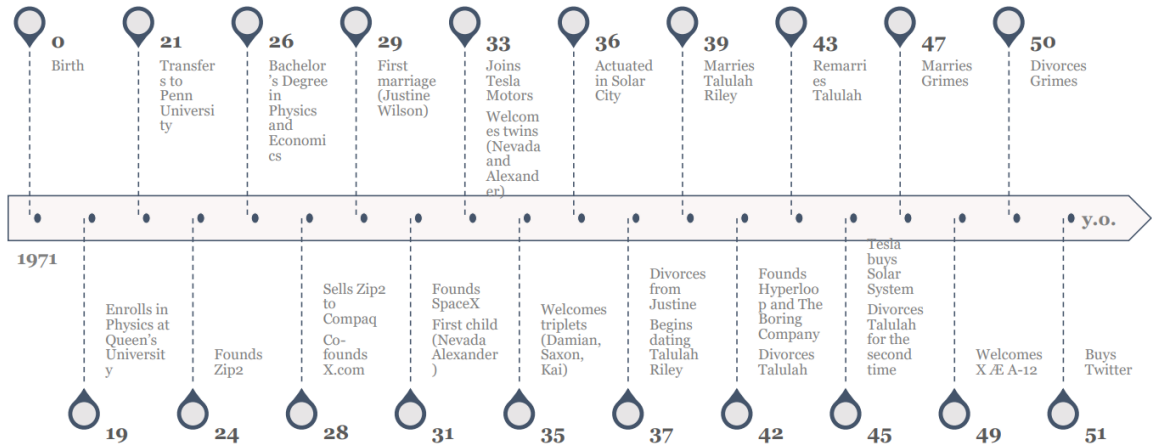 0
Birth
21
Transfer
s to
Penn
Universi
ty
26
Bachelor
's Degree
in
Physics
and
Economi
cs
29
First
marriage
(Justine
Wilson)
33
Joins
Tesla
Motors
Welcom
es twins
(Nevada
and
Alexand
er)
36
Actuated
in Solar
City
39
Marries
Talulah
Riley
43
Remarri
es
Talulah
47
Marries
Grimes
50
Divorces
Grimes
y.o.
1971
Enrolls in
Physics at
Queen's
Universit
y
19
Founds
Zip2
24
Sells Zip2
to
Compaq
Co-
founds
X.com
28
Founds
SpaceX
First child
(Nevada
Alexander
)
31
Welcomes
triplets
(Damian,
Saxon,
Kai)
35
Divorces
from
Justine
Begins
dating
Talulah
Riley
37
Founds
Hyperloo
p and The
Boring
Company
Divorces
Talulah
42
Tesla
buys
Solar
System
Divorces
Talulah
for the
second
time
45
Welcomes
X Æ A-12
49
Buys
Twitter
51